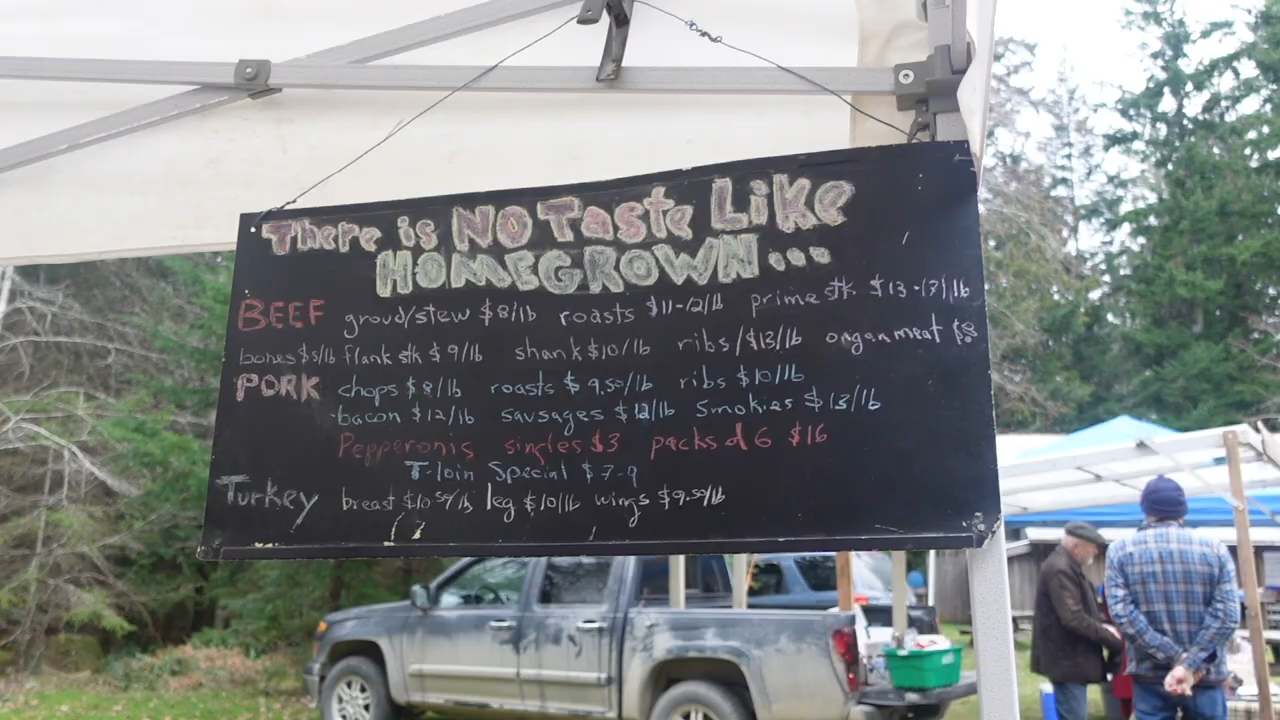 There is NO Taste Like
HOMEGROWN...
BEEF groud/stew $8/lb roasts $11-12/lb prime stk $13-17/lb
bones $5/lb flank stk $9/lb shank $10/lb ribs/$13/lb organ meat $8
PORK chops $8/lb roasts $9.50/lb ribs $10/lb
bacon $12/lb sausages $12/lb Smokies $13/lb
Pepperonis singles $3 packs of 6 $16
T-loin Special $7-9
Turkey breast $10.50/lb leg $10/lb wings $9.50/lb